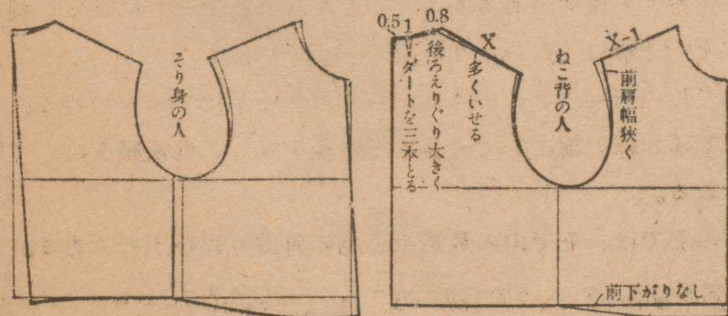 そり身の人
0.5
1
0.8
X
X-1
前肩幅狭く
ねこ背の人
多くいせる
後ろえりぐり大きく
ダートを三本とる
前下がりなし